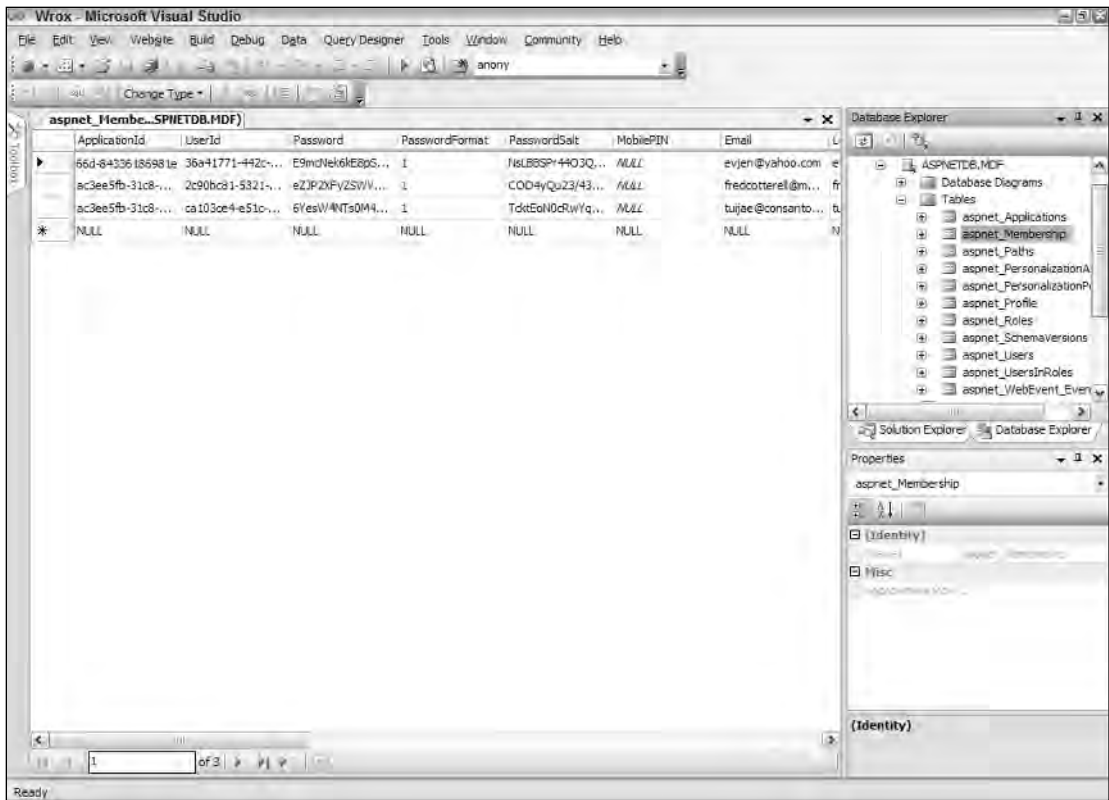 Wrox - Microsoft Visual Studio
File Edit View Website Build Debug Data Query Designer Tools Window Community Help
anony
Change Type
Toolbox
aspnet_Membe...SPNETDB.MDF)
ApplicationId UserId Password PasswordFormat PasswordSalt MobilePIN Email
66d-84336186981e 36a41771-442c-... E9mcNek6kE8pS... 1 NsLBBSPr44O3Q... NULL evjen@yahoo.com e
ac3ee5fb-31c8-... 2c90bc81-5321-... eZJP2XFyZSWV... 1 COD4yQu23/43... NULL fredcotterell@m... fr
ac3ee5fb-31c8-... ca103ce4-e51c-... 6YesW4NTs0M4... 1 TcktEoN0cRwYq... NULL tuijae@consanto... tu
NULL NULL NULL NULL NULL NULL NULL N
1 of 3
Database Explorer
ASPNETDB.MDF
Database Diagrams
Tables
aspnet_Applications
aspnet_Membership
aspnet_Paths
aspnet_PersonalizationA
aspnet_PersonalizationP
aspnet_Profile
aspnet_Roles
aspnet_SchemaVersions
aspnet_Users
aspnet_UsersInRoles
aspnet_WebEvent_Even
Solution Explorer Database Explorer
Properties
aspnet_Membership
(Identity)
Misc
(Identity)
Ready